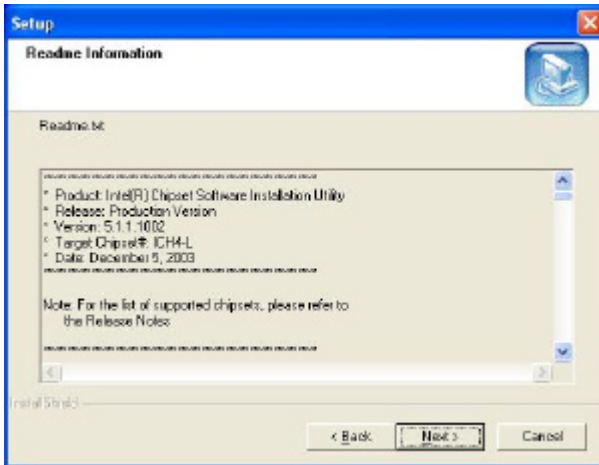 Setup
Readme Information
Readme.txt
* Product: Intel(R) Chipset Software Installation Utility
* Release: Production Version
* Version: 5.1.1.1002
* Target Chipset#: ICH4-L
* Date: December 5, 2003
Note: For the list of supported chipsets, please refer to
the Release Notes
InstallShield
< Back
Next >
Cancel